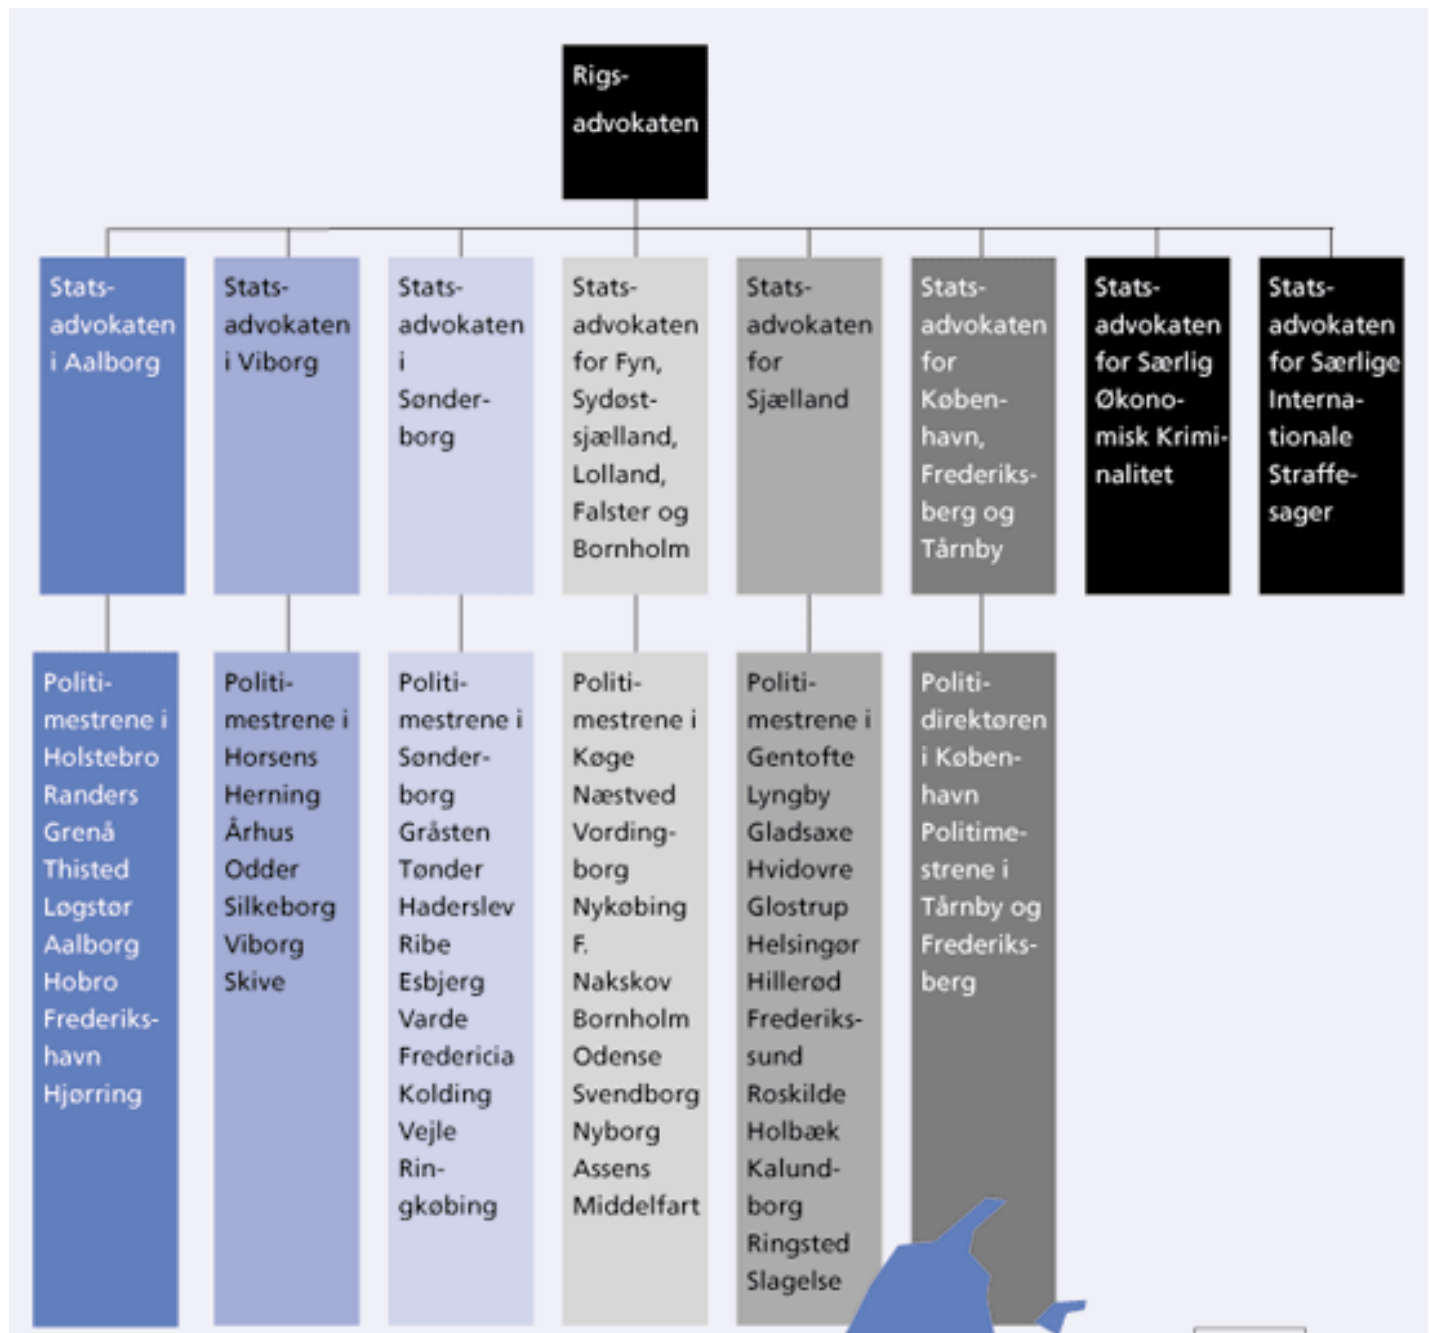 Rigs-
advokaten
Stats-
advokaten
i Aalborg
Stats-
advokaten
i Viborg
Stats-
advokaten
i
Sønder-
borg
Stats-
advokaten
for Fyn,
Sydøst-
sjælland,
Lolland,
Falster og
Bornholm
Stats-
advokaten
for
Sjælland
Stats-
advokaten
for
Køben-
havn,
Frederiks-
berg og
Tårnby
Stats-
advokaten
for Særlig
Økono-
misk Krimi-
nalitet
Stats-
advokaten
for Særlige
Interna-
tionale
Straffe-
sager
Politi-
mestrene i
Holstebro
Randers
Grenå
Thisted
Løgstør
Aalborg
Hobro
Frederiks-
havn
Hjørring
Politi-
mestrene i
Horsens
Herning
Århus
Odder
Silkeborg
Viborg
Skive
Politi-
mestrene i
Sønder-
borg
Gråsten
Tønder
Haderslev
Ribe
Esbjerg
Varde
Fredericia
Kolding
Vejle
Rin-
gkøbing
Politi-
mestrene i
Køge
Næstved
Vording-
borg
Nykøbing
F.
Nakskov
Bornholm
Odense
Svendborg
Nyborg
Assens
Middelfart
Politi-
mestrene i
Gentofte
Lyngby
Gladsaxe
Hvidovre
Glostrup
Helsingør
Hillerød
Frederiks-
sund
Roskilde
Holbæk
Kalund-
borg
Ringsted
Slagelse
Politi-
direktøren
i Køben-
havn
Politime-
strene i
Tårnby og
Frederiks-
berg